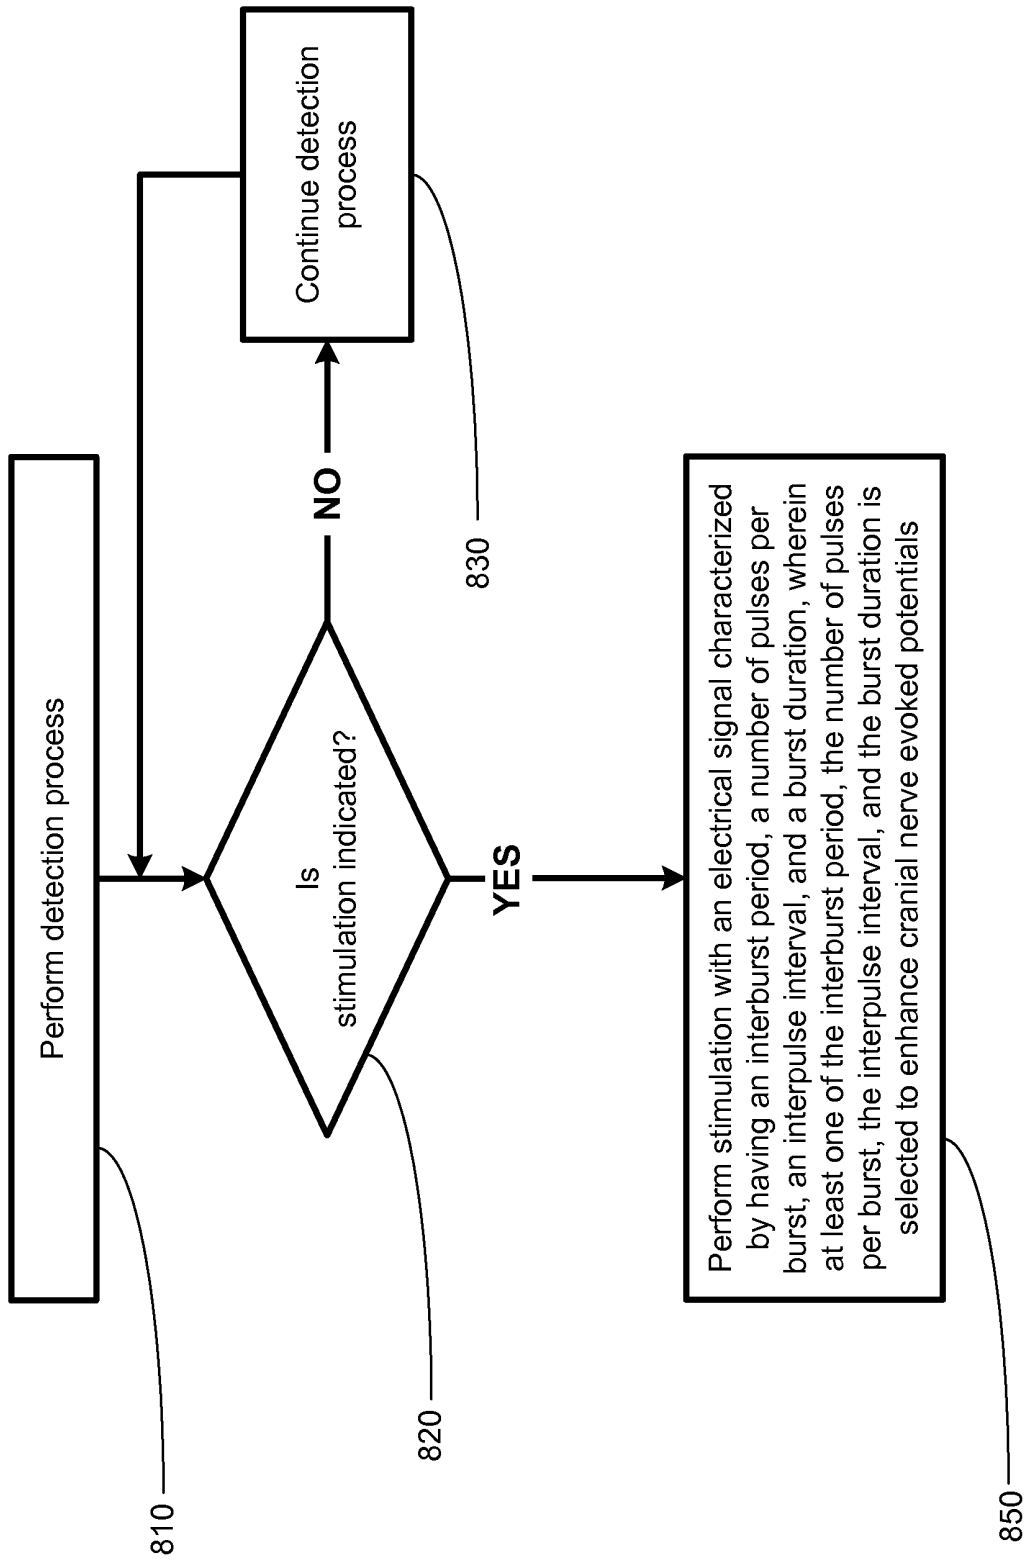 Perform detection process
810
Is
stimulation indicated?
820
NO
Continue detection
process
830
YES
Perform stimulation with an electrical signal characterized
by having an interburst period, a number of pulses per
burst, an interpulse interval, and a burst duration, wherein
at least one of the interburst period, the number of pulses
per burst, the interpulse interval, and the burst duration is
selected to enhance cranial nerve evoked potentials
850